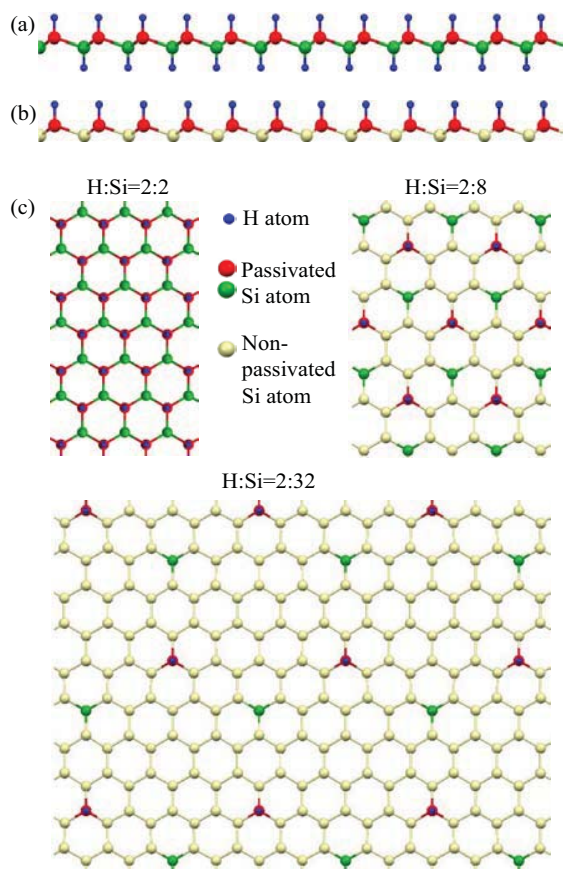 (a)
(b)
(c)
H:Si=2:2
H:Si=2:8
H atom
Passivated
Si atom
Non-
passivated
Si atom
H:Si=2:32